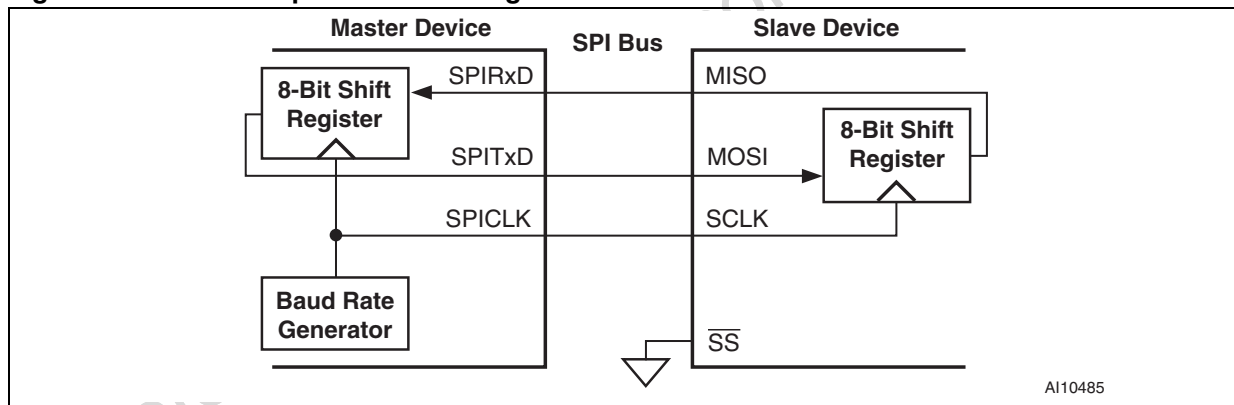 Master Device
SPI Bus
Slave Device
8-Bit Shift
Register
SPIRxD
MISO
8-Bit Shift
Register
SPITxD
MOSI
SPICLK
SCLK
Baud Rate
Generator
SS
AI10485